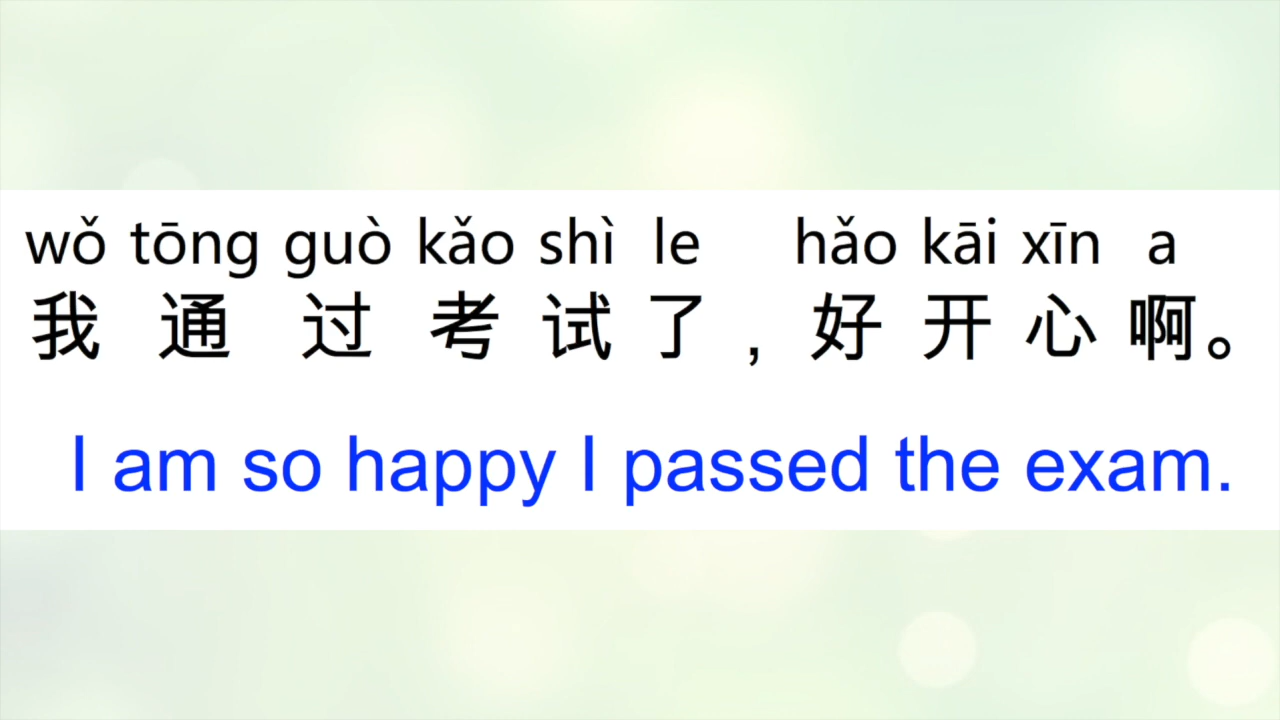 wǒ tōng guò kǎo shì le hǎo kāi xīn a
我通过考试了，好开心啊。
I am so happy I passed the exam.